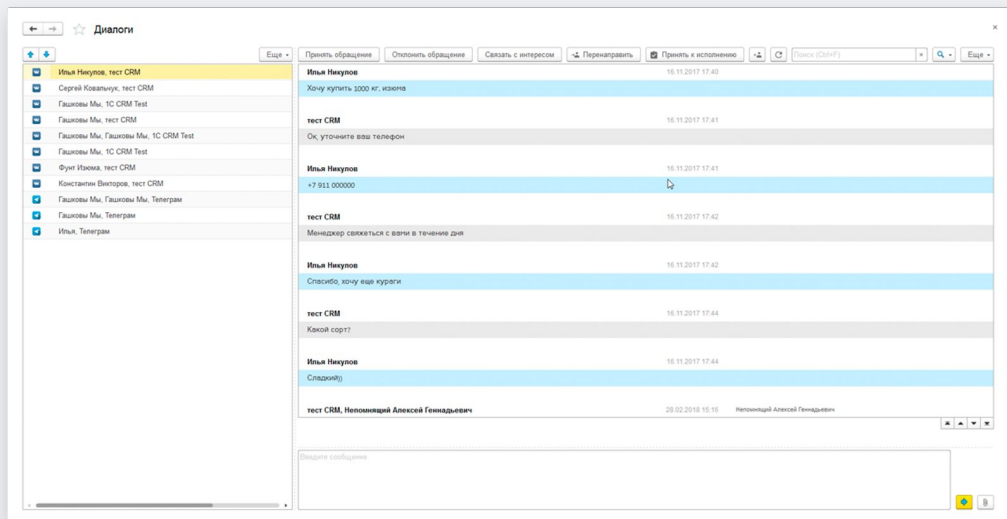 Диалоги
Еще
Принять обращение
Отклонить обращение
Связать с интересом
Перенаправить
Принять к исполнению
Поиск (Ctrl+F)
Еще
Илья Никулов, тест CRM
Сергей Ковальчук, тест CRM
Гашковы Мы, 1C CRM Test
Гашковы Мы, тест CRM
Гашковы Мы, Гашковы Мы, 1C CRM Test
Гашковы Мы, 1C CRM Test
Фунт Изюма, тест CRM
Константин Викторов, тест CRM
Гашковы Мы, Гашковы Мы, Телеграм
Гашковы Мы, Телеграм
Илья, Телеграм
Илья Никулов 16.11.2017 17:40
Хочу купить 1000 кг. изюма
тест CRM 16.11.2017 17:41
Ок, уточните ваш телефон
Илья Никулов 16.11.2017 17:41
+7 911 000000
тест CRM 16.11.2017 17:42
Менеджер свяжеться с вами в течение дня
Илья Никулов 16.11.2017 17:42
Спасибо, хочу еще кураги
тест CRM 16.11.2017 17:44
Какой сорт?
Илья Никулов 16.11.2017 17:44
Сладкий))
тест CRM, Непомнящий Алексей Геннадьевич 28.02.2018 15:16 Непомнящий Алексей Геннадьевич
Введите сообщение